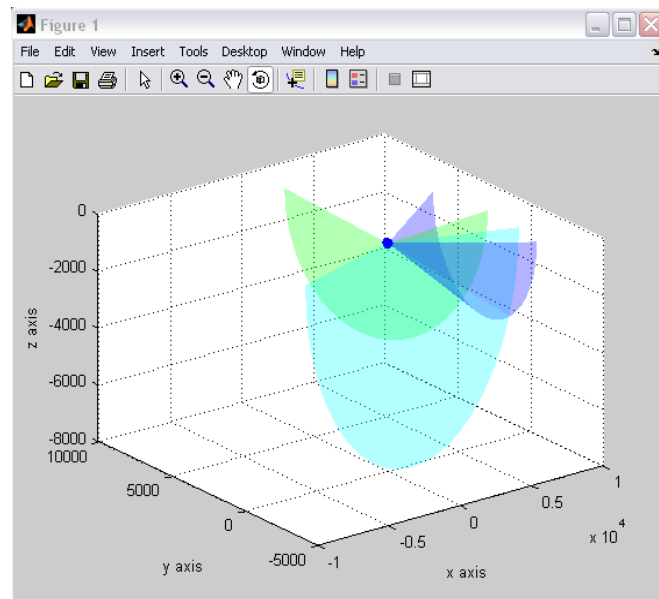 Figure 1
File Edit View Insert Tools Desktop Window Help
0
-2000
-4000
-6000
-8000
z axis
10000
5000
0
-5000
y axis
-1
-0.5
0
0.5
1
x 10^4
x axis